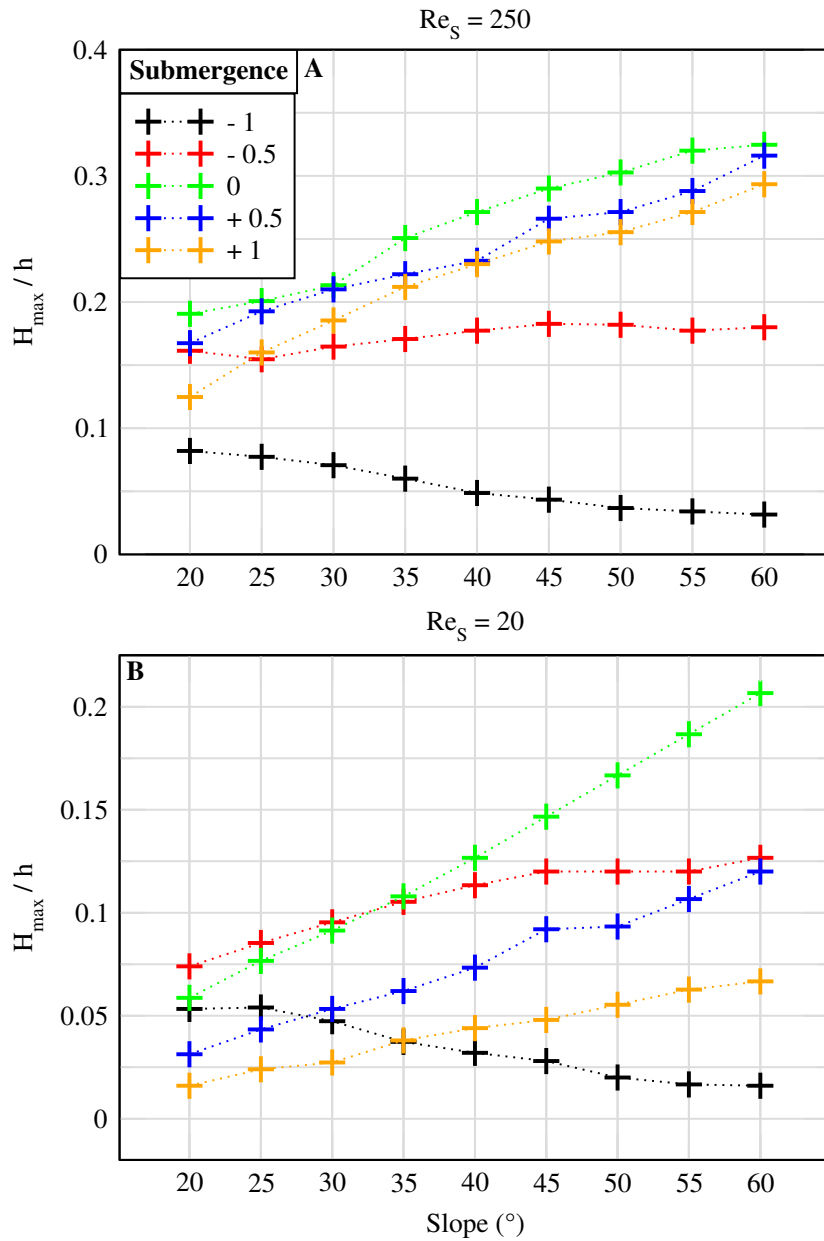 Re_S = 250
0.4
0.3
0.2
0.1
0
H_max / h
Submergence
A
- 1
- 0.5
0
+ 0.5
+ 1
20 25 30 35 40 45 50 55 60
Re_S = 20
B
0.2
0.15
0.1
0.05
0
H_max / h
20 25 30 35 40 45 50 55 60
Slope (°)